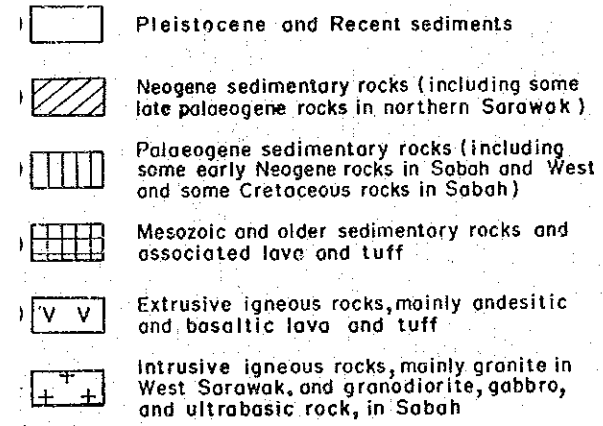 Pleistocene and Recent sediments
Neogene sedimentary rocks (including some
late palaeogene rocks in northern Sarawak)
Palaeogene sedimentary rocks (including
some early Neogene rocks in Sabah and West
and some Cretaceous rocks in Sabah)
Mesozoic and older sedimentary rocks and
associated lava and tuff
V V
Extrusive igneous rocks, mainly andesitic
and basaltic lava and tuff
Intrusive igneous rocks, mainly granite in
West Sarawak, and granodiorite, gabbro,
and ultrabasic rock, in Sabah